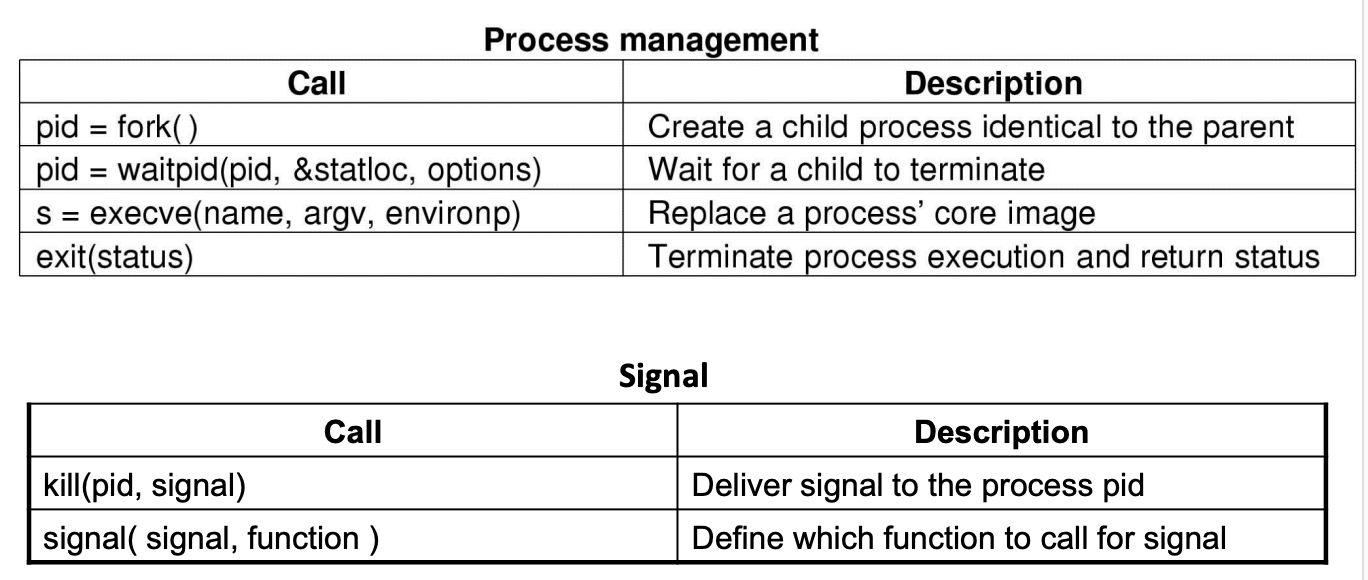 Process management
Call Description
pid = fork( ) Create a child process identical to the parent
pid = waitpid(pid, &statloc, options) Wait for a child to terminate
s = execve(name, argv, environp) Replace a process’ core image
exit(status) Terminate process execution and return status
Signal
Call Description
kill(pid, signal) Deliver signal to the process pid
signal( signal, function ) Define which function to call for signal